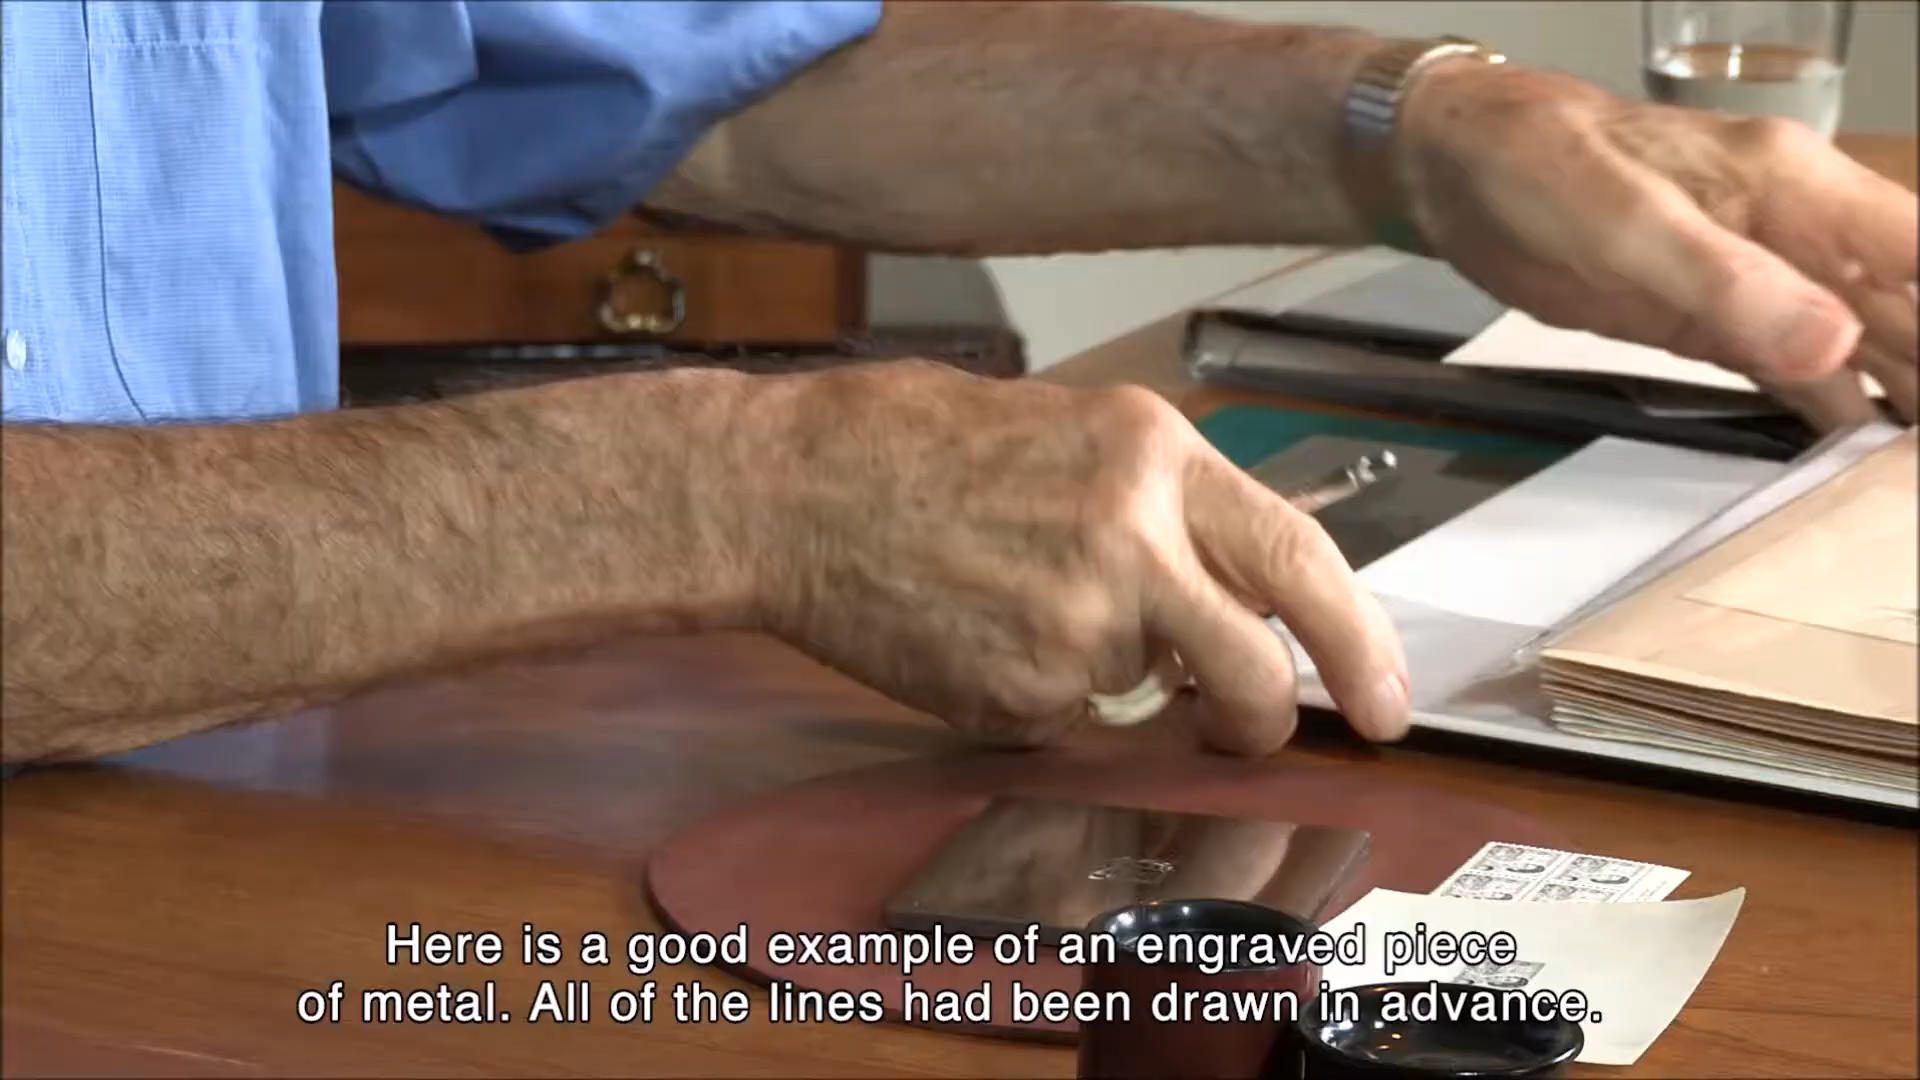 Here is a good example of an engraved piece
of metal. All of the lines had been drawn in advance.